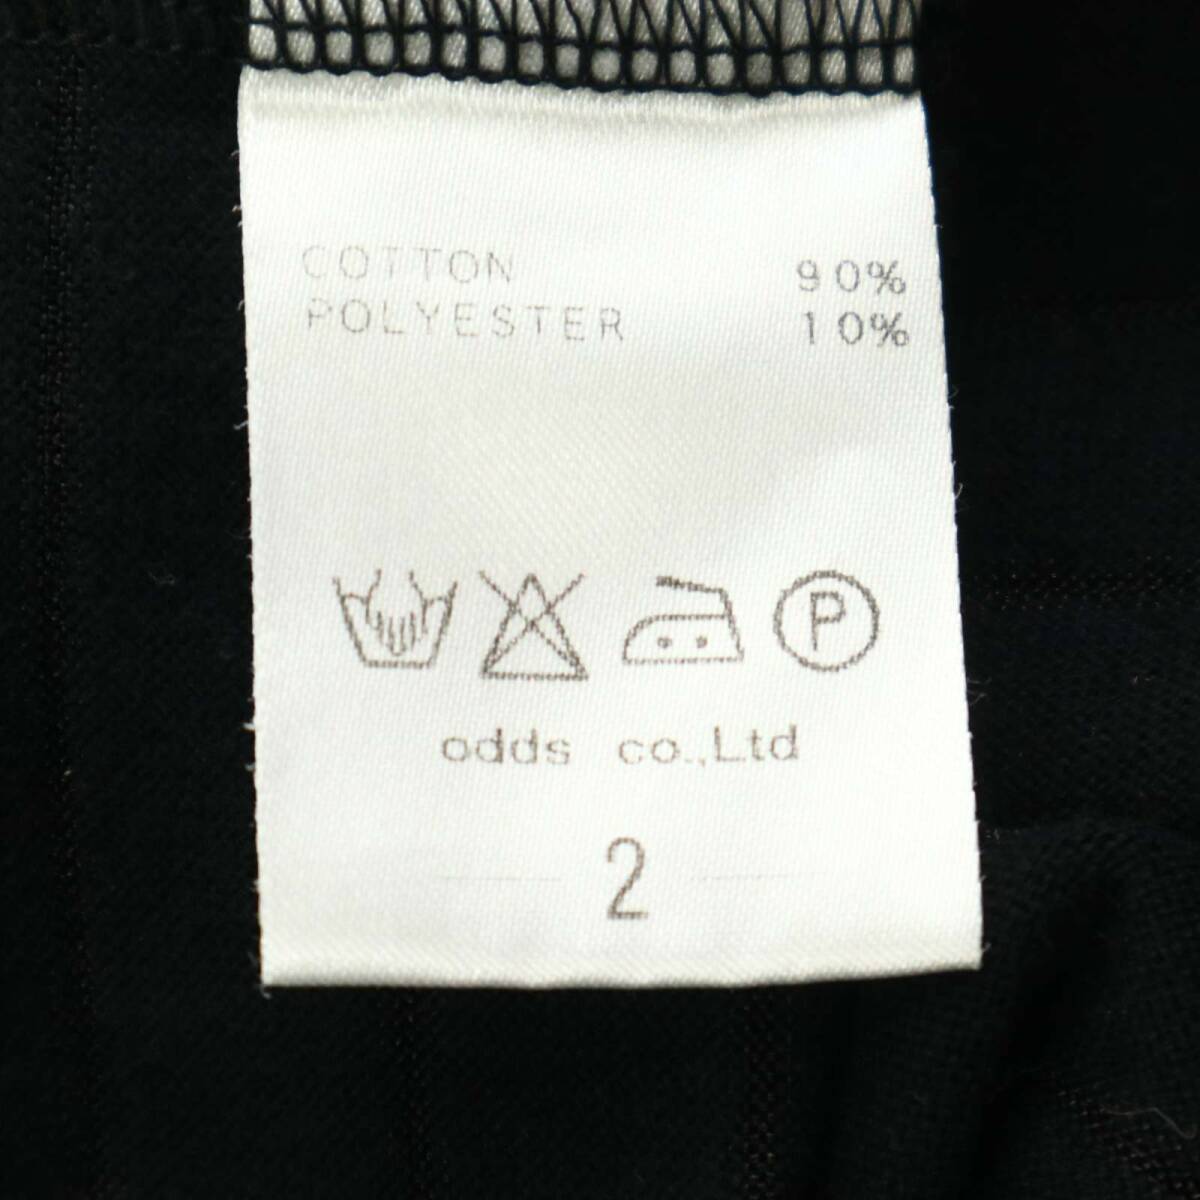 COTTON 90%
POLYESTER 10%
P
odds co.,Ltd
2